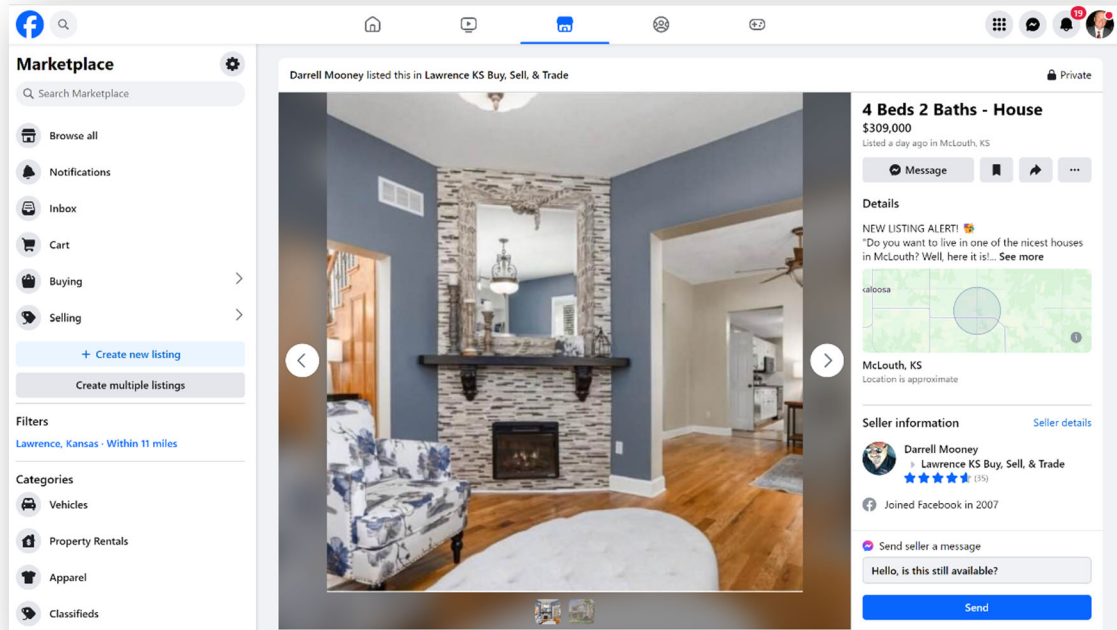 19
Marketplace
Search Marketplace
Browse all
Notifications
Inbox
Cart
Buying
Selling
+ Create new listing
Create multiple listings
Filters
Lawrence, Kansas · Within 11 miles
Categories
Vehicles
Property Rentals
Apparel
Classifieds
Darrell Mooney listed this in Lawrence KS Buy, Sell, & Trade
Private
4 Beds 2 Baths - House
$309,000
Listed a day ago in McLouth, KS
Message
Details
NEW LISTING ALERT! 🎉
"Do you want to live in one of the nicest houses
in McLouth? Well, here it is!... See more
kaloosa
McLouth, KS
Location is approximate
Seller information
Seller details
Darrell Mooney
Lawrence KS Buy, Sell, & Trade
(35)
Joined Facebook in 2007
Send seller a message
Hello, is this still available?
Send